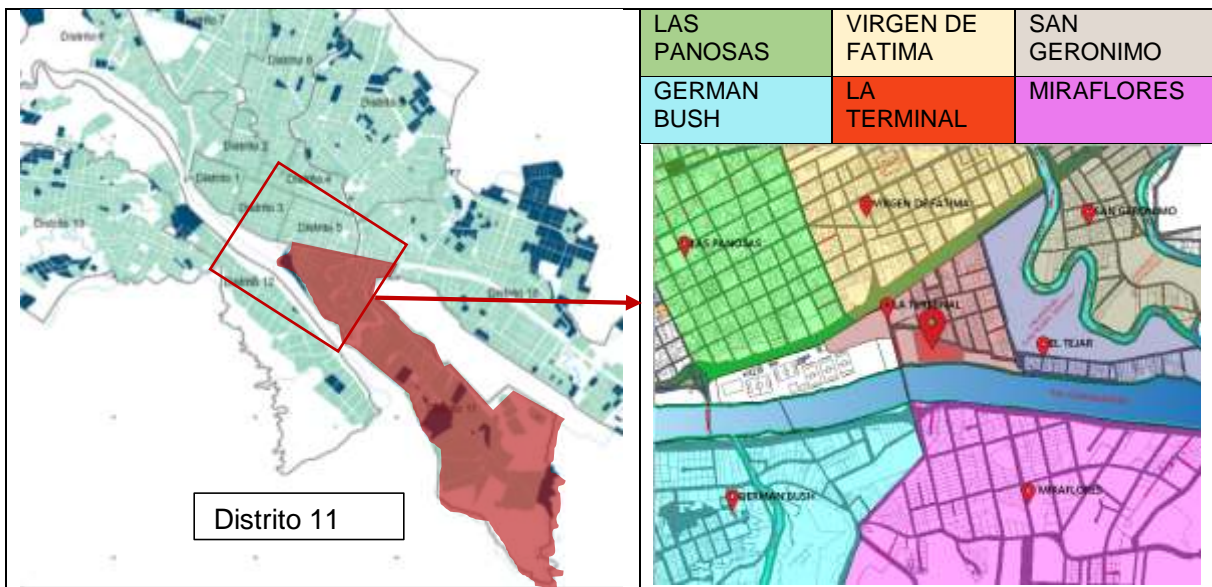 Distrito 7
Distrito 6
Distrito 8
Distrito 9
Distrito 2
Distrito 1
Distrito 4
Distrito 3
Distrito 10
Distrito 5
Distrito 12
Distrito 11
LAS
PANOSAS
VIRGEN DE
FATIMA
SAN
GERONIMO
GERMAN
BUSH
LA
TERMINAL
MIRAFLORES
VIRGEN DE FATIMA
SAN GERONIMO
LAS PANOSAS
LA TERMINAL
EL TEJAR
GERMAN BUSH
MIRAFLORES